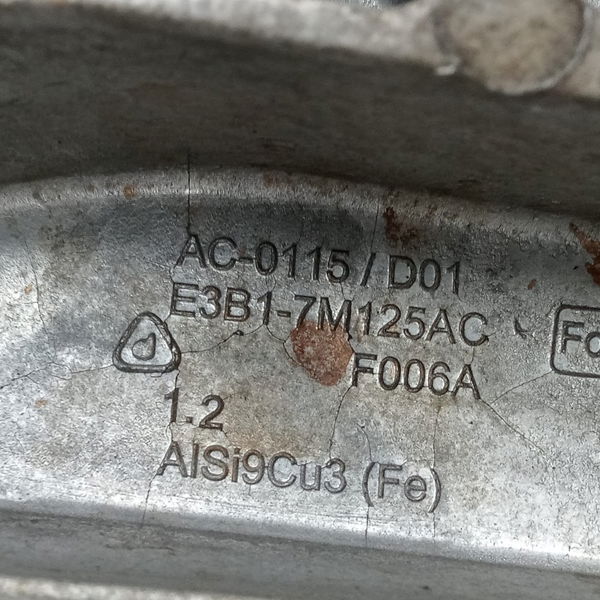 AC-0115 / D01
E3B1-7M125AC
F006A
1.2
AlSi9Cu3 (Fe)